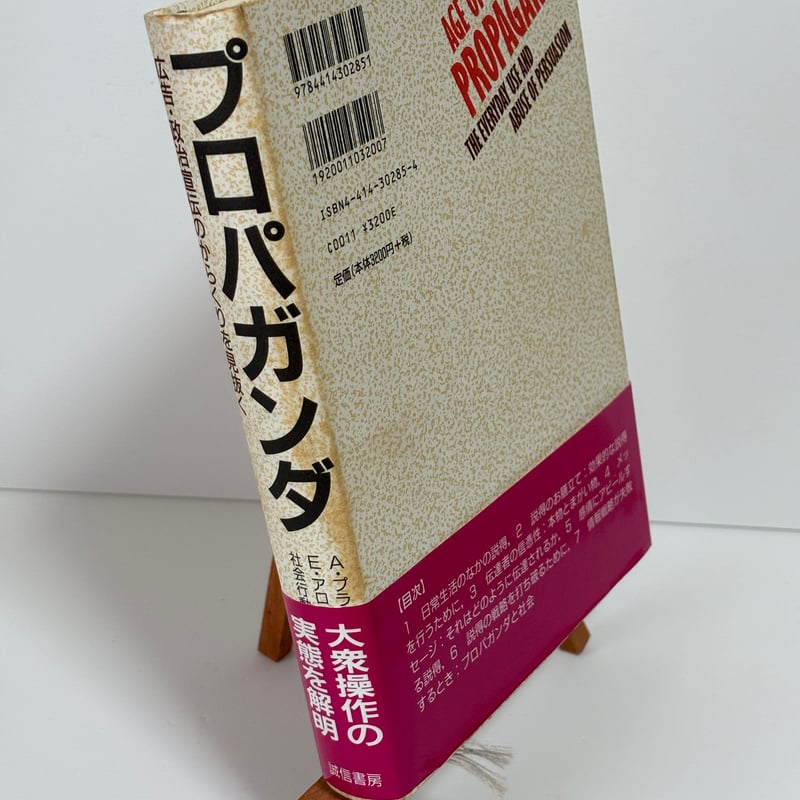 プロパガンダ
広告・政治宣伝のからくりを見抜く
A・プラ
E・アロ
社会行動
大衆操作の
実態を解明
誠信書房
AGE OF
PROPAGAN
THE EVERYDAY USE AND
ABUSE OF PERSUASION
9784414302851
1920011032007
ISBN4-414-30285-4
C0011 ¥3200E
定価(本体3200円+税)
【目次】
1 日常生活のなかの説得、2 説得のお膳立て:効果的な説得
を行うために、3 伝達者の信憑性:本物とまがい物、4 メッ
セージ:それはどのように伝達されるか、5 感情にアピールす
る説得、6 説得の戦略を打ち破るために、7 情報戦略が失敗
するとき:プロパガンダと社会